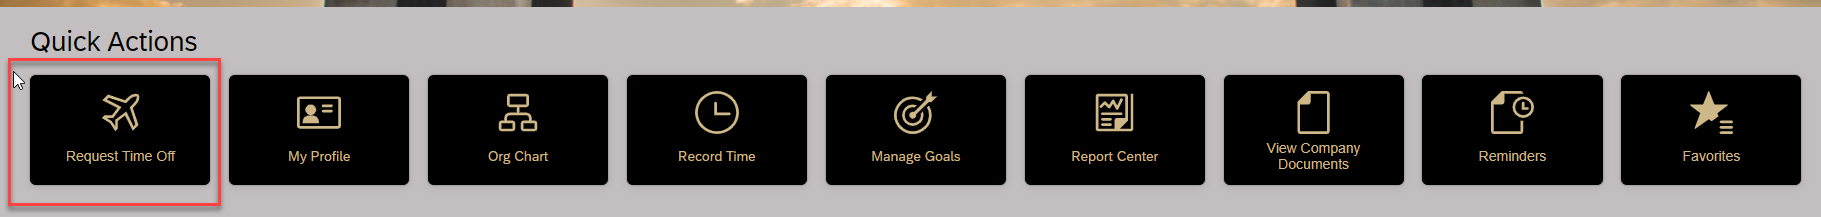 Quick Actions
Request Time Off
My Profile
Org Chart
Record Time
Manage Goals
Report Center
View Company
Documents
Reminders
Favorites